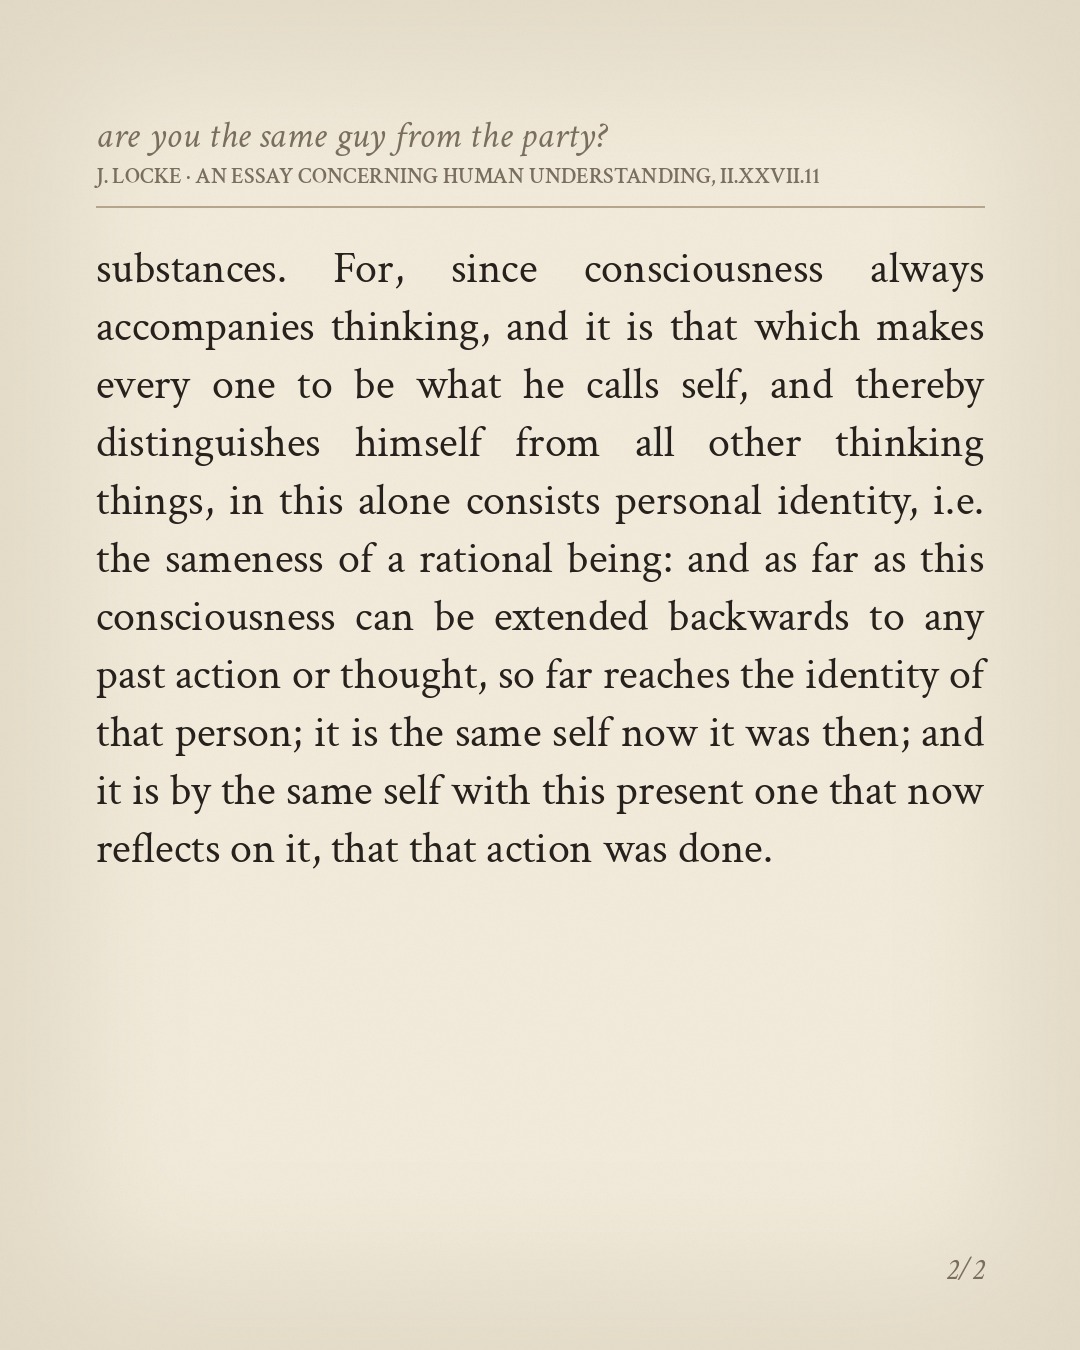 are you the same guy from the party?
J. LOCKE · AN ESSAY CONCERNING HUMAN UNDERSTANDING, II.XXVII.11
substances. For, since consciousness always
accompanies thinking, and it is that which makes
every one to be what he calls self, and thereby
distinguishes himself from all other thinking
things, in this alone consists personal identity, i.e.
the sameness of a rational being: and as far as this
consciousness can be extended backwards to any
past action or thought, so far reaches the identity of
that person; it is the same self now it was then; and
it is by the same self with this present one that now
reflects on it, that that action was done.
2/2